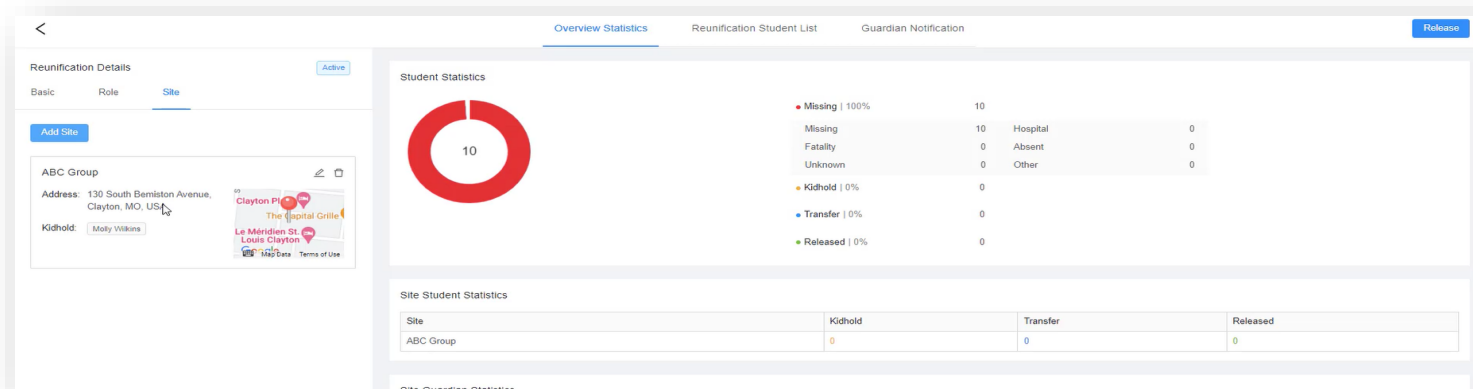 Overview Statistics Reunification Student List Guardian Notification Release
Reunification Details Active
Basic Role Site
Add Site
ABC Group
Address: 130 South Bemiston Avenue,
Clayton, MO, USA
Kidhold: Molly Wilkins
Clayton Pl
The Capital Grille
Le Méridien St.
Louis Clayton
Google
Map Data Terms of Use
Student Statistics
10
Missing | 100% 10
Missing 10 Hospital 0
Fatality 0 Absent 0
Unknown 0 Other 0
Kidhold | 0% 0
Transfer | 0% 0
Released | 0% 0
Site Student Statistics
Site Kidhold Transfer Released
ABC Group 0 0 0
Site Guardian Statistics